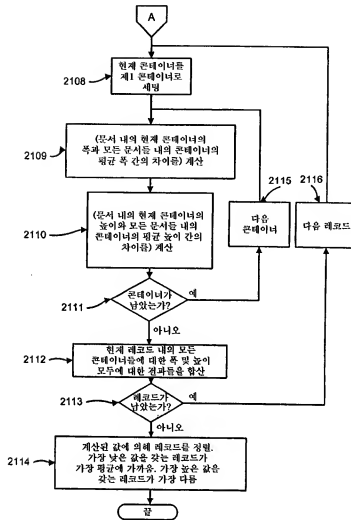 A
현재 콘테이너를
제1 콘테이너로
세팅
2108
(문서 내의 현재 콘테이너의
폭과 모든 문서들 내의 콘테이너의
평균 폭 간의 차이를) 계산
2109
2115
2116
다음
콘테이너
다음 레코드
(문서 내의 현재 콘테이너의
높이와 모든 문서들 내의
콘테이너의 평균 높이 간의
차이를) 계산
2110
콘테이너가
남았는가?
예
2111
아니오
현재 레코드 내의 모든
콘테이너들에 대한 폭 및 높이
모두에 대한 결과들을 합산
2112
레코드가
남았는가?
예
2113
아니오
계산된 값에 의해 레코드를 정렬.
가장 낮은 값을 갖는 레코드가
가장 평균에 가까움. 가장 높은 값을
갖는 레코드가 가장 다름
2114
끝